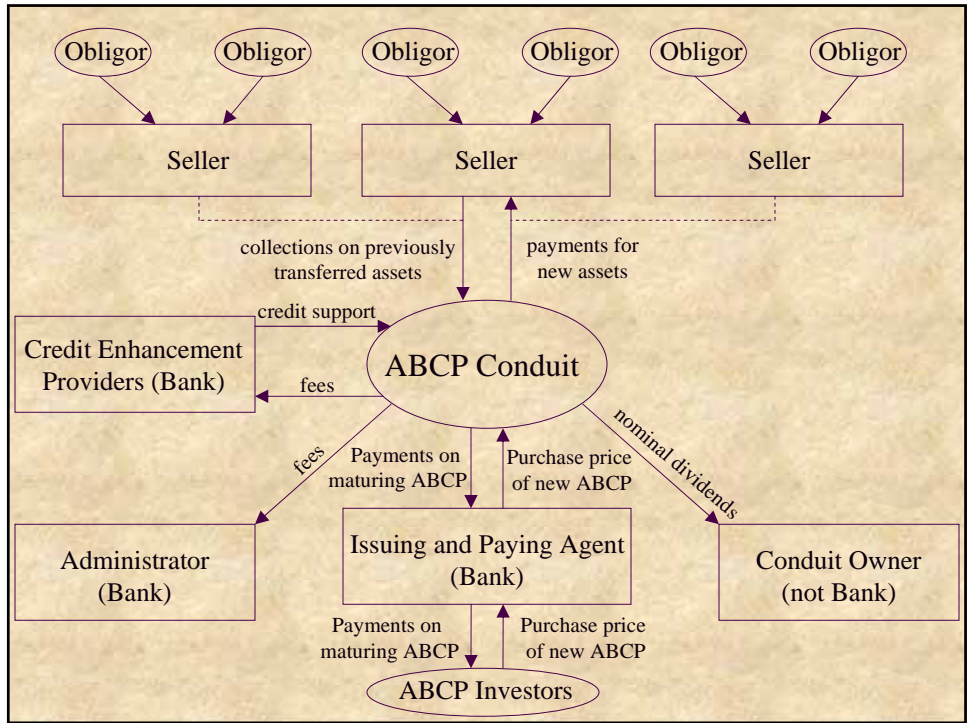 Obligor
Obligor
Obligor
Obligor
Obligor
Obligor
Seller
Seller
Seller
collections on previously
transferred assets
payments for
new assets
credit support
Credit Enhancement
Providers (Bank)
ABCP Conduit
fees
fees
Payments on
maturing ABCP
Purchase price
of new ABCP
nominal dividends
Administrator
(Bank)
Issuing and Paying Agent
(Bank)
Conduit Owner
(not Bank)
Payments on
maturing ABCP
Purchase price
of new ABCP
ABCP Investors